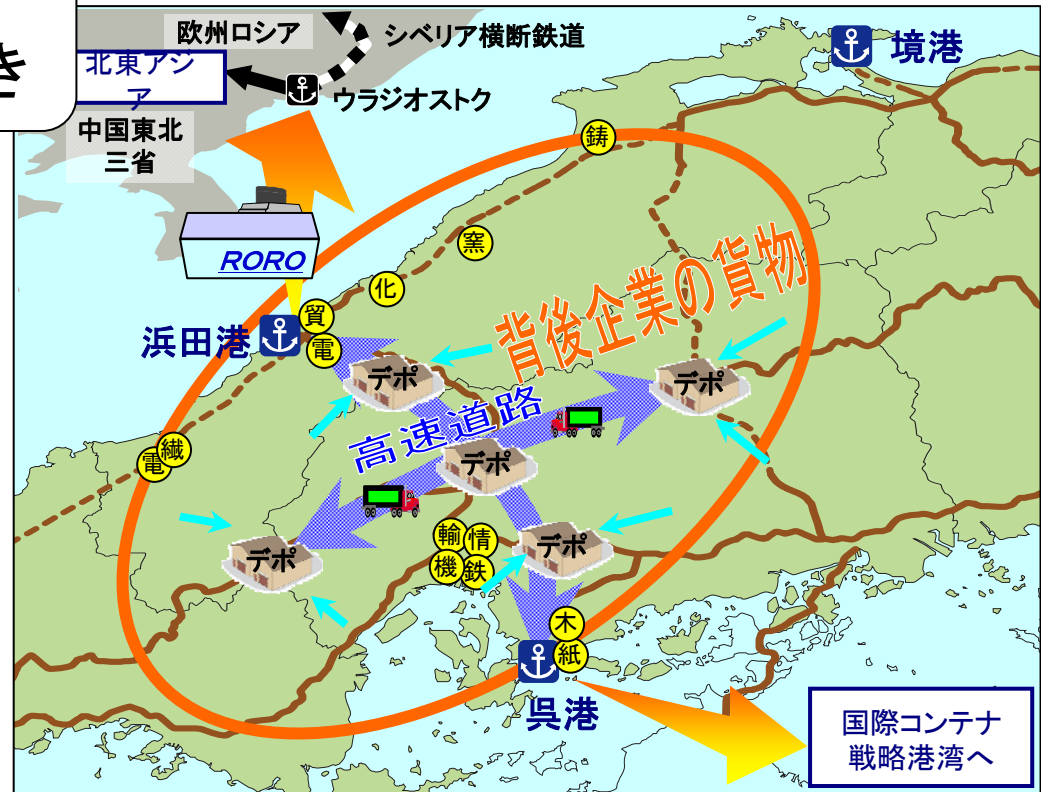 き
欧州ロシア
シベリア横断鉄道
境港
北東アジ
ア
ウラジオストク
中国東北
三省
鋳
RORO
窯
化
背後企業の貨物
貿
電
浜田港
デポ
デポ
高速道路
デポ
繊
電
輸
情
デポ
デポ
機
鉄
木
紙
呉港
国際コンテナ
戦略港湾へ